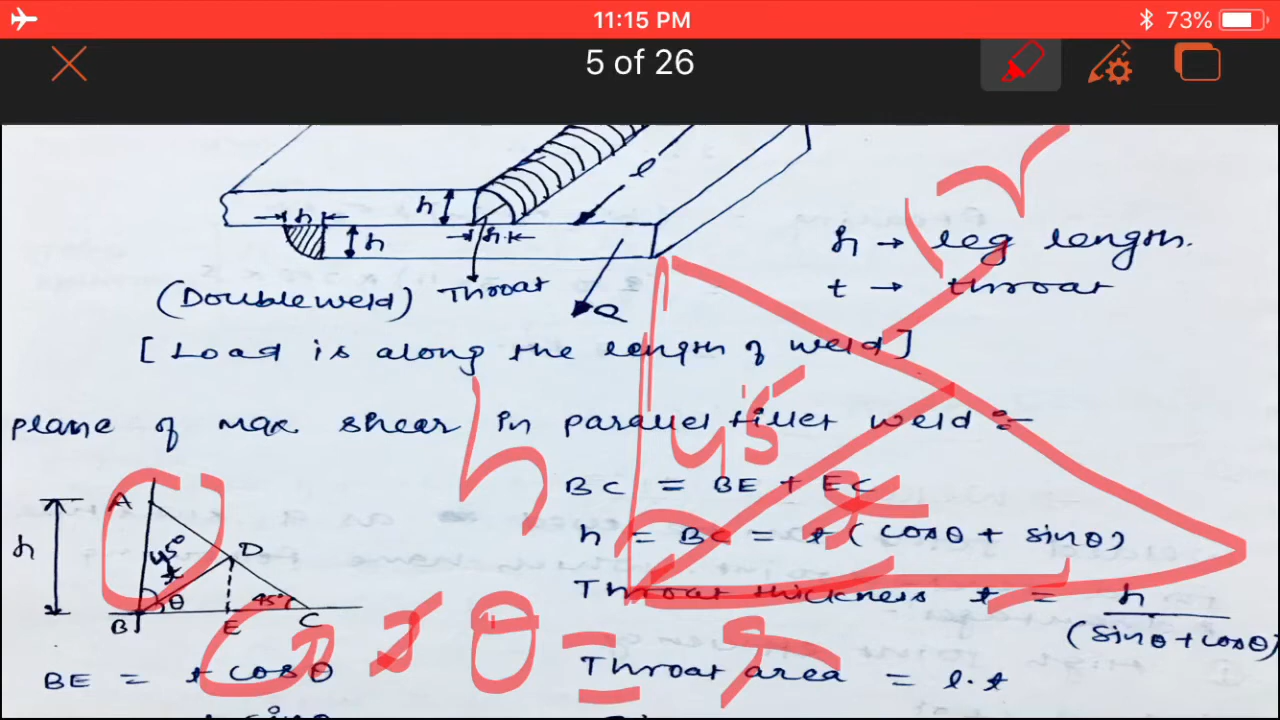 11:15 PM
73%
5 of 26
h
l
h
h
h
h → leg length.
t → throat
(Double weld) Throat
Q
[Load is along the length of weld]
plane of max shear in parallel fillet weld :-
h
45
A
D
45°
t
θ
45°
B
E
C
h
BC = BE + EC
h = BC = t (cosθ + sinθ)
Throat thickness t = h
(sinθ + cosθ)
BE = t cosθ
Throat area = l.t
θ =